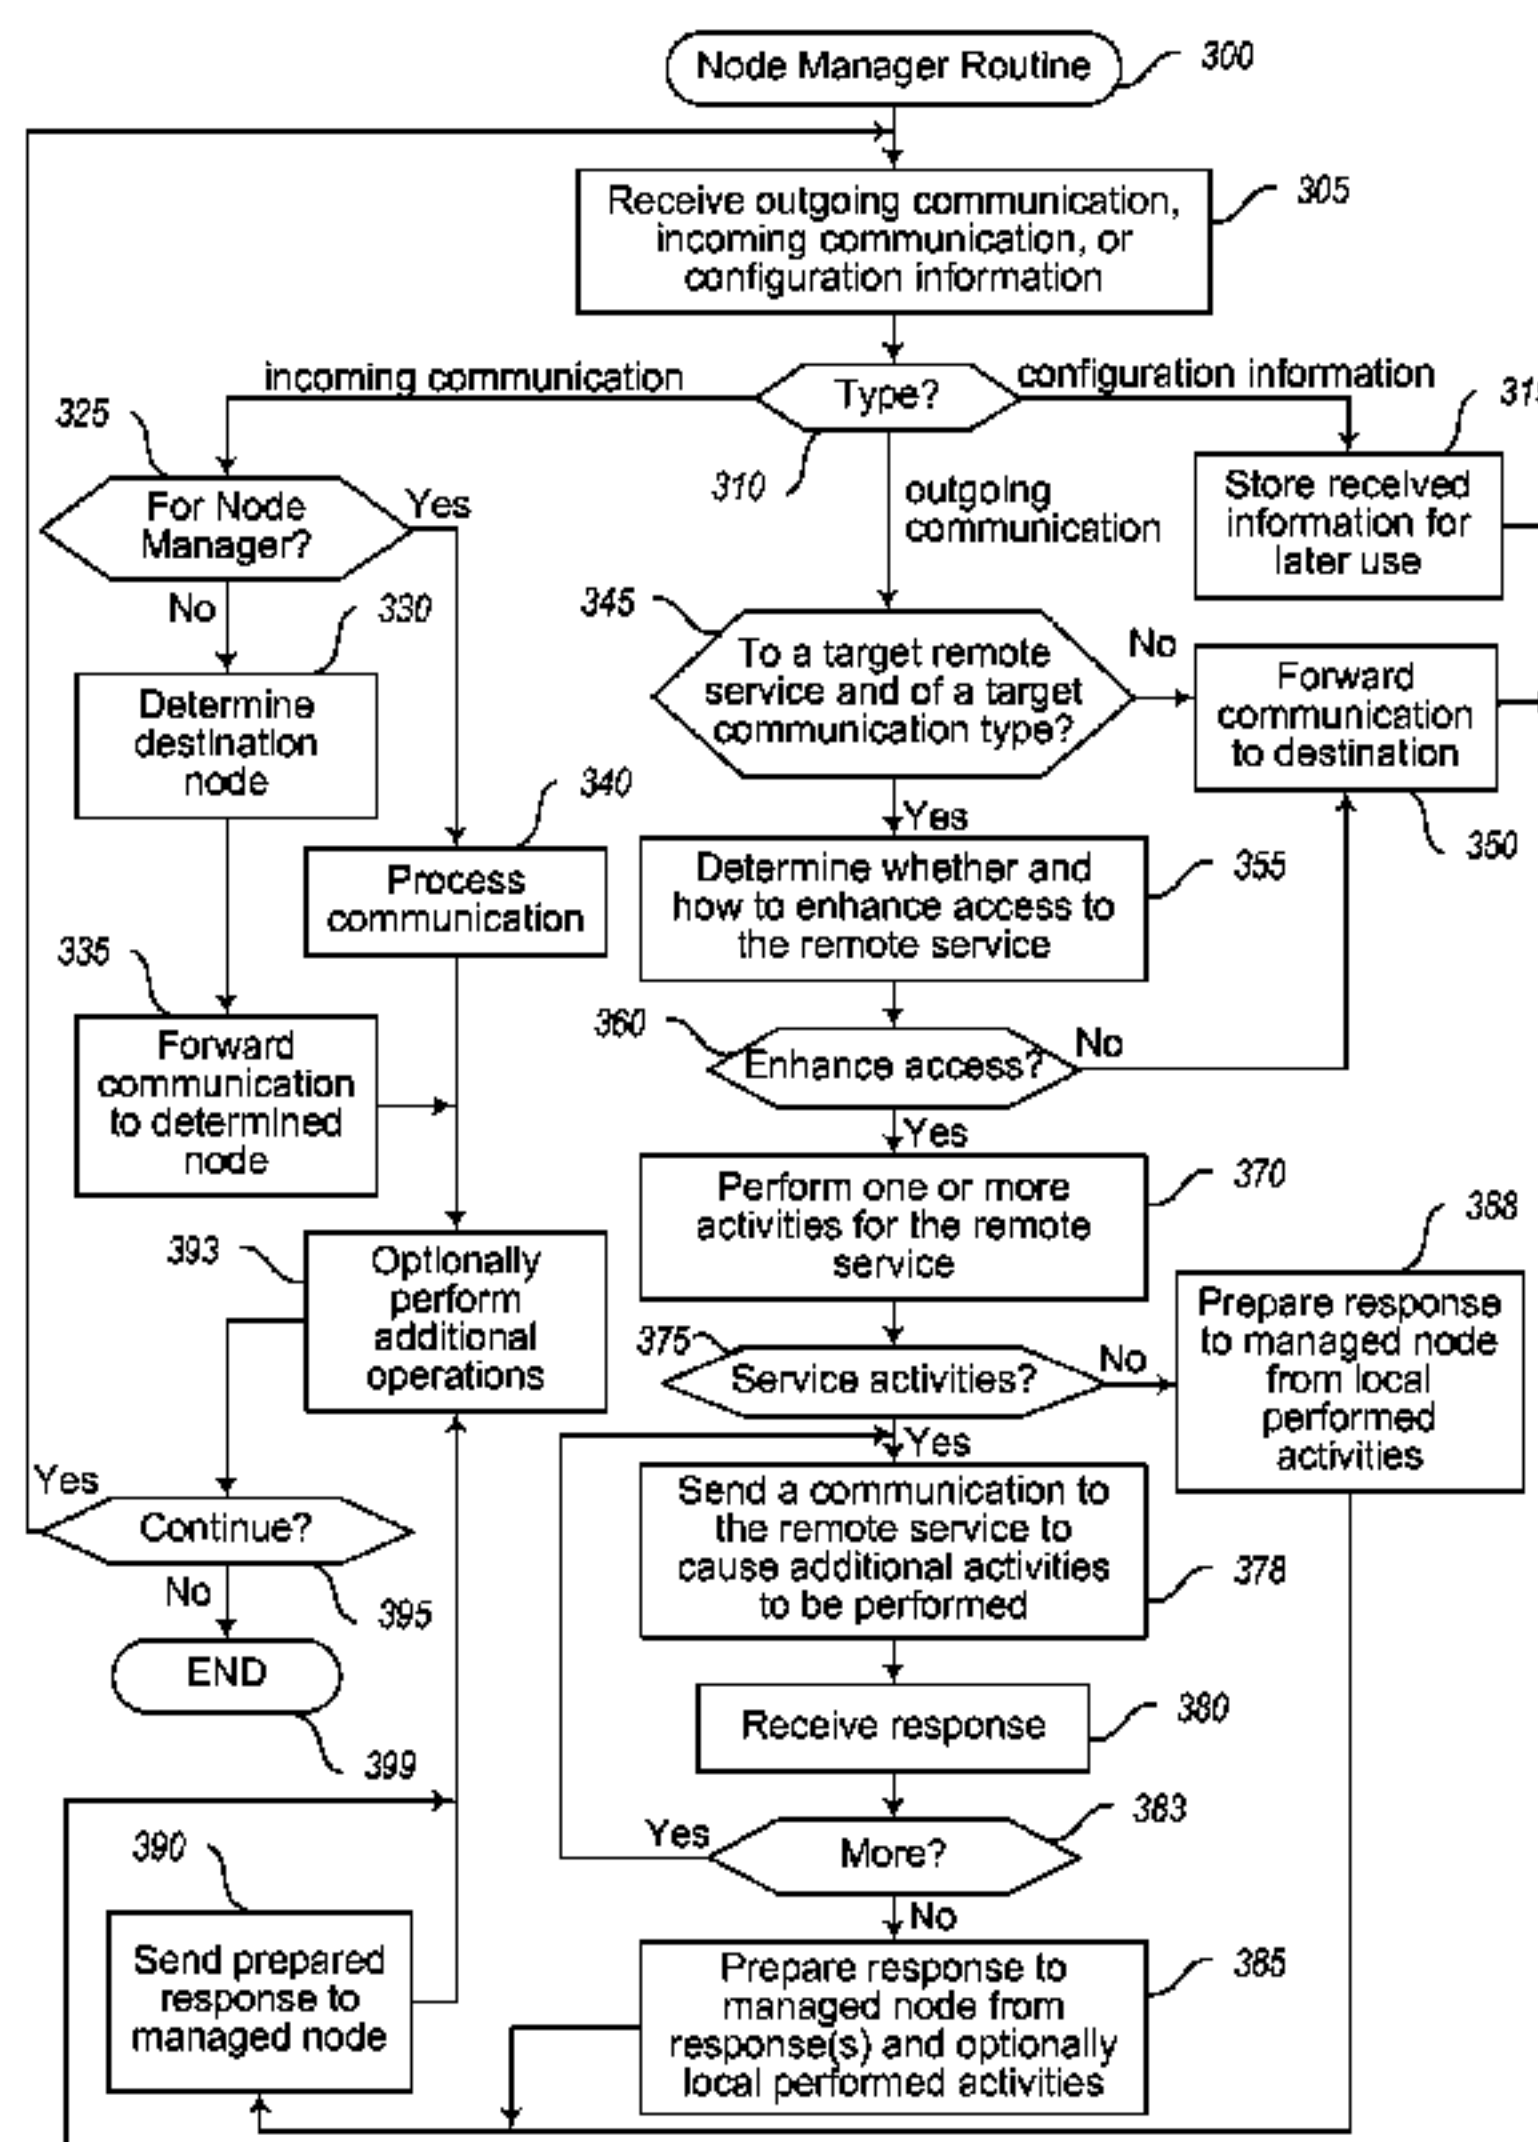 Node Manager Routine
300
Receive outgoing communication,
incoming communication, or
configuration information
305
incoming communication
Type?
configuration information
310
325
For Node
Manager?
Yes
No
outgoing
communication
Store received
information for
later use
330
Determine
destination
node
345
To a target remote
service and of a target
communication type?
No
Forward
communication
to destination
350
Yes
340
Process
communication
Determine whether and
how to enhance access to
the remote service
355
335
Forward
communication
to determined
node
360
Enhance access?
No
Yes
Perform one or more
activities for the remote
service
370
388
Prepare response
to managed node
from local
performed
activities
393
Optionally
perform
additional
operations
375
Service activities?
No
Yes
Send a communication to
the remote service to
cause additional activities
to be performed
378
Yes
Continue?
No
395
END
399
Receive response
380
Yes
More?
383
No
390
Send prepared
response to
managed node
Prepare response to
managed node from
response(s) and optionally
local performed activities
385